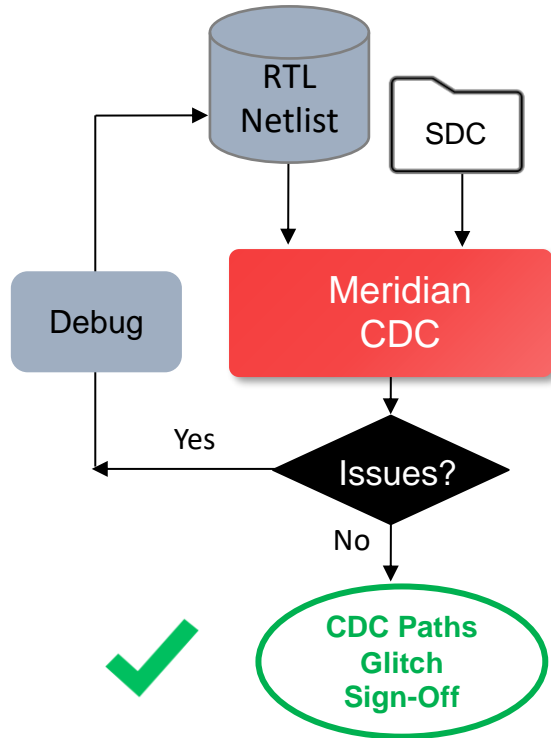 RTL
Netlist
SDC
Meridian
CDC
Debug
Yes
Issues?
No
CDC Paths
Glitch
Sign-Off